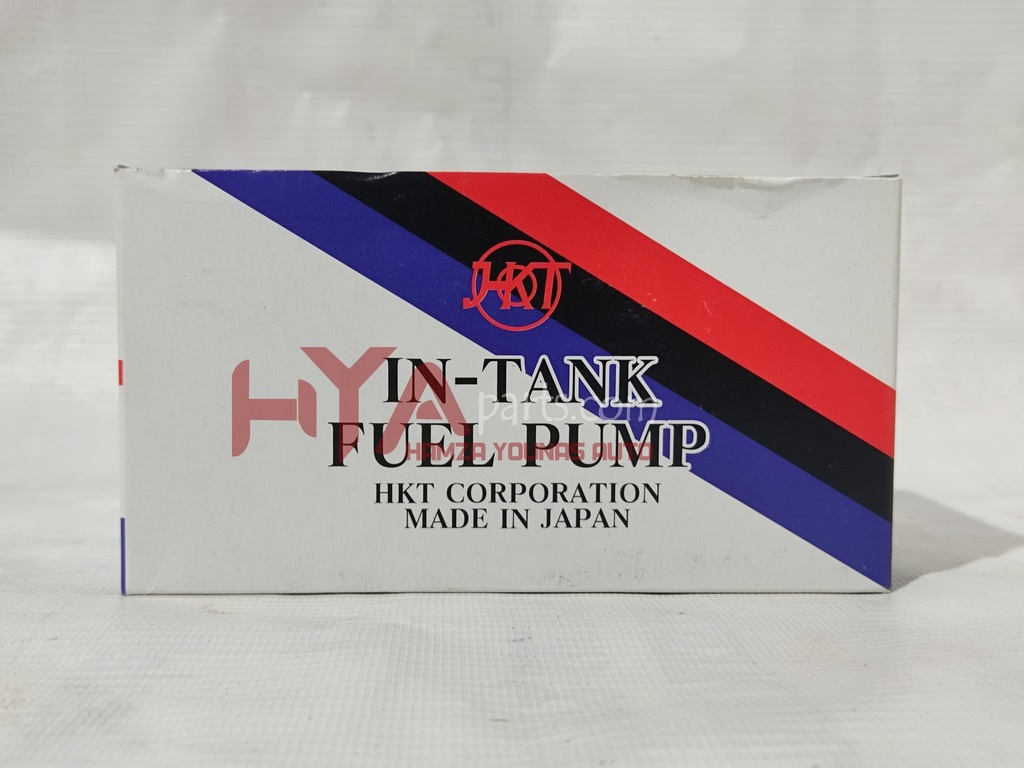 HKT
IN-TANK
FUEL PUMP
HYA parts.com
HAMZA YOUNAS AUTO
HKT CORPORATION
MADE IN JAPAN